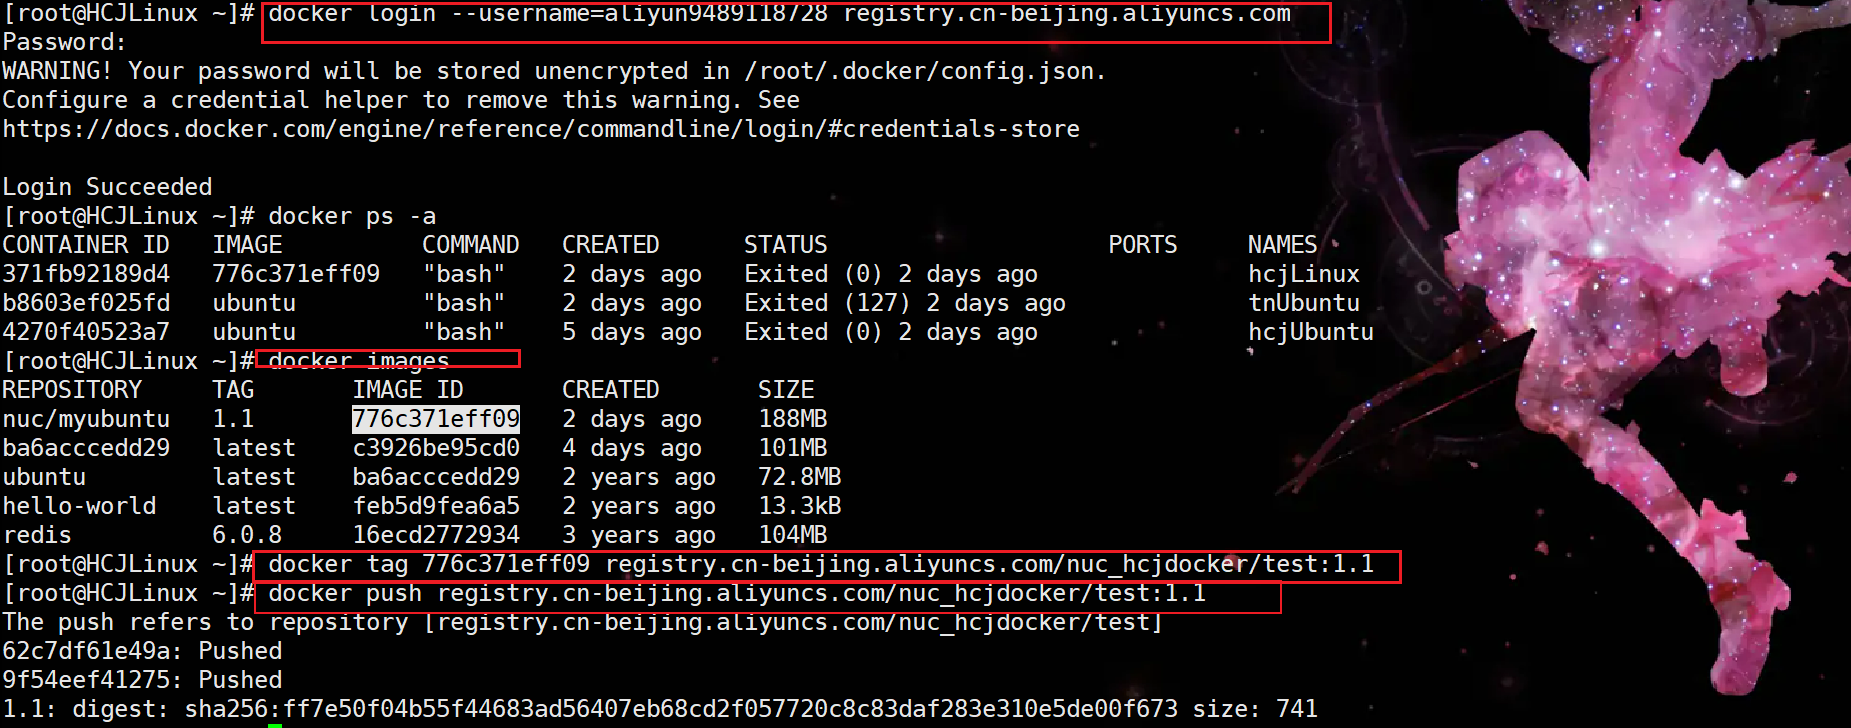 [root@HCJLinux ~]# docker login --username=aliyun9489118728 registry.cn-beijing.aliyuncs.com
Password:
WARNING! Your password will be stored unencrypted in /root/.docker/config.json.
Configure a credential helper to remove this warning. See
https://docs.docker.com/engine/reference/commandline/login/#credentials-store
Login Succeeded
[root@HCJLinux ~]# docker ps -a
CONTAINER ID   IMAGE          COMMAND   CREATED      STATUS                    PORTS     NAMES
371fb92189d4   776c371eff09   "bash"    2 days ago   Exited (0) 2 days ago               hcjLinux
b8603ef025fd   ubuntu         "bash"    2 days ago   Exited (127) 2 days ago             tnUbuntu
4270f40523a7   ubuntu         "bash"    5 days ago   Exited (0) 2 days ago               hcjUbuntu
[root@HCJLinux ~]# docker images
REPOSITORY     TAG       IMAGE ID       CREATED       SIZE
nuc/myubuntu   1.1       776c371eff09   2 days ago    188MB
ba6acccedd29   latest    c3926be95cd0   4 days ago    101MB
ubuntu         latest    ba6acccedd29   2 years ago   72.8MB
hello-world    latest    feb5d9fea6a5   2 years ago   13.3kB
redis          6.0.8     16ecd2772934   3 years ago   104MB
[root@HCJLinux ~]# docker tag 776c371eff09 registry.cn-beijing.aliyuncs.com/nuc_hcjdocker/test:1.1
[root@HCJLinux ~]# docker push registry.cn-beijing.aliyuncs.com/nuc_hcjdocker/test:1.1
The push refers to repository [registry.cn-beijing.aliyuncs.com/nuc_hcjdocker/test]
62c7df61e49a: Pushed
9f54eef41275: Pushed
1.1: digest: sha256:ff7e50f04b55f44683ad56407eb68cd2f057720c8c83daf283e310e5de00f673 size: 741